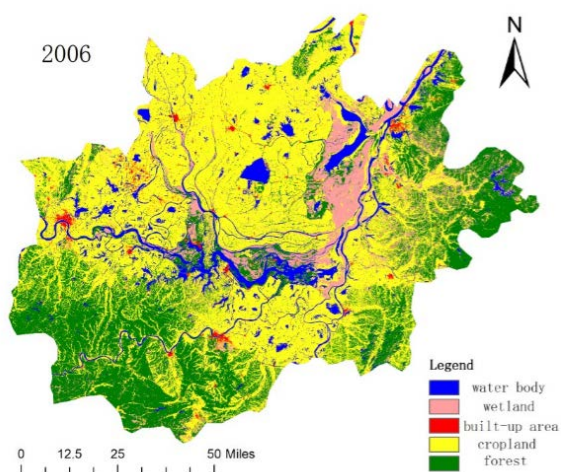 2006
N
Legend
water body
wetland
built-up area
cropland
forest
0 12.5 25 50 Miles